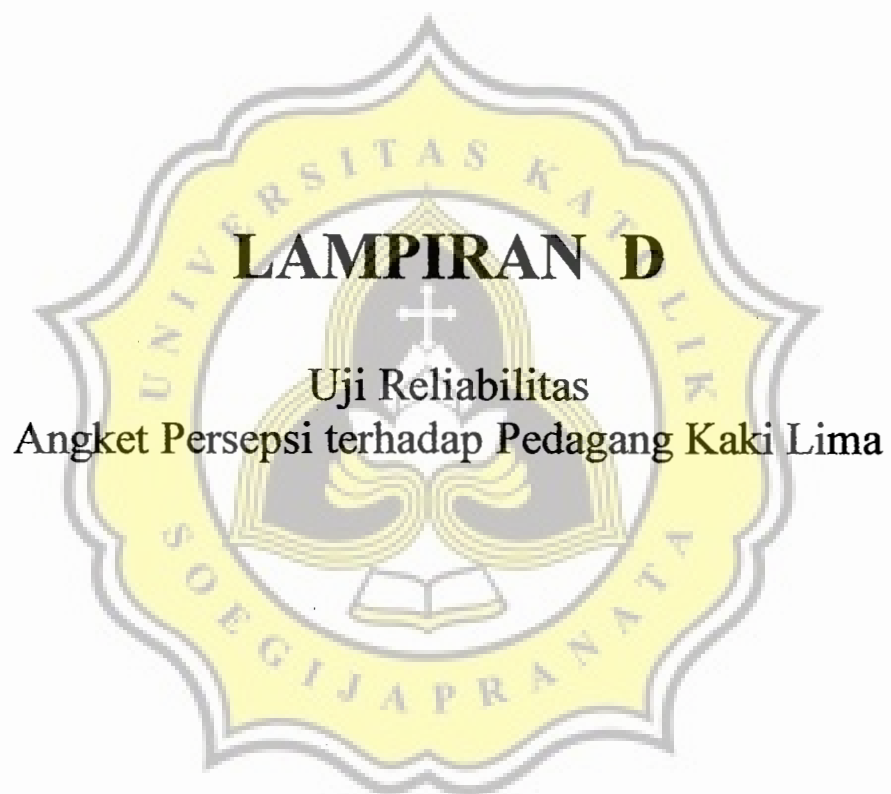 UNIVERSITAS KATOLIK
LAMPIRAN D
Uji Reliabilitas
Angket Persepsi terhadap Pedagang Kaki Lima
SOEGIJAPRANATA